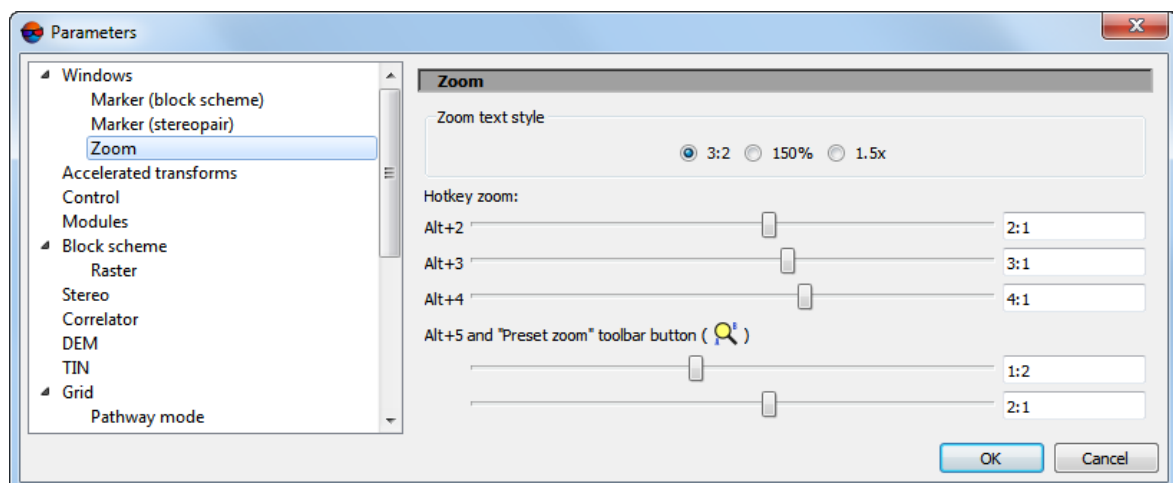 Parameters
Windows
Marker (block scheme)
Marker (stereopair)
Zoom
Accelerated transforms
Control
Modules
Block scheme
Raster
Stereo
Correlator
DEM
TIN
Grid
Pathway mode
Zoom
Zoom text style
3:2 150% 1.5x
Hotkey zoom:
Alt+2 2:1
Alt+3 3:1
Alt+4 4:1
Alt+5 and "Preset zoom" toolbar button ( )
1:2
2:1
OK Cancel